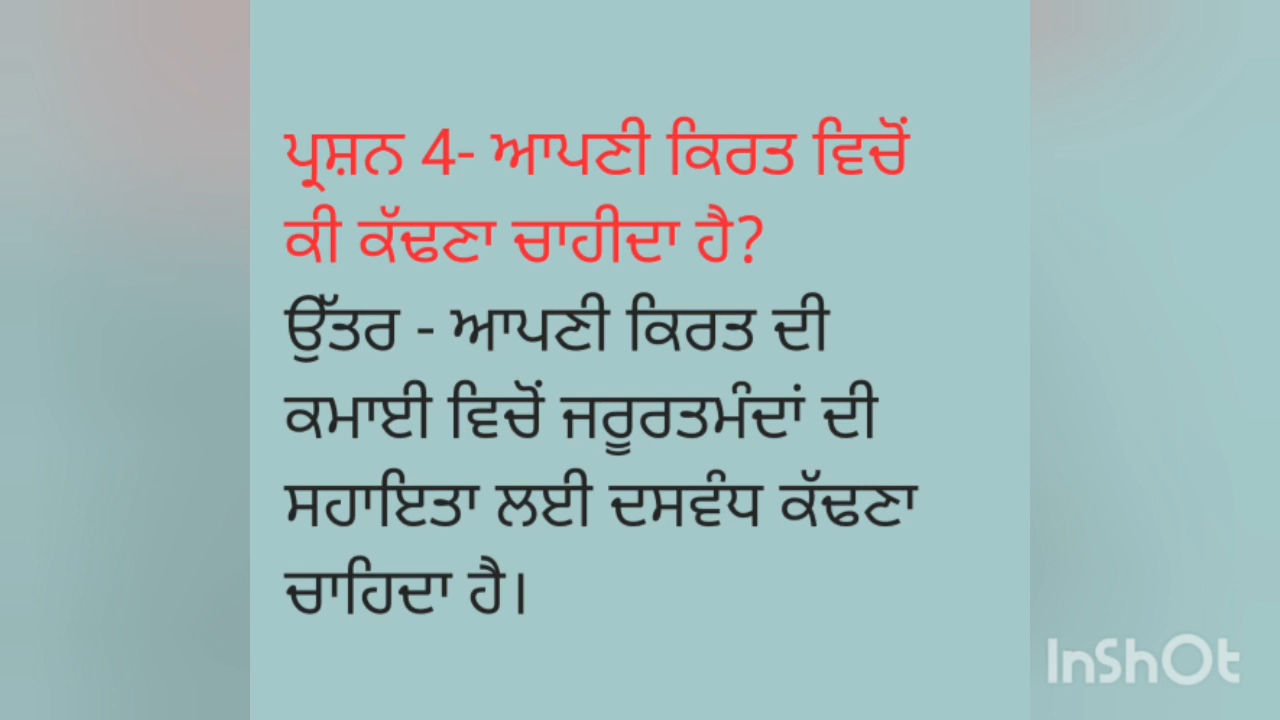 ਪ੍ਰਸ਼ਨ 4- ਆਪਣੀ ਕਿਰਤ ਵਿਚੋਂ
ਕੀ ਕੱਢਣਾ ਚਾਹੀਦਾ ਹੈ?
ਉੱਤਰ - ਆਪਣੀ ਕਿਰਤ ਦੀ
ਕਮਾਈ ਵਿਚੋਂ ਜਰੂਰਤਮੰਦਾਂ ਦੀ
ਸਹਾਇਤਾ ਲਈ ਦਸਵੰਧ ਕੱਢਣਾ
ਚਾਹਿਦਾ ਹੈ।
InShOt